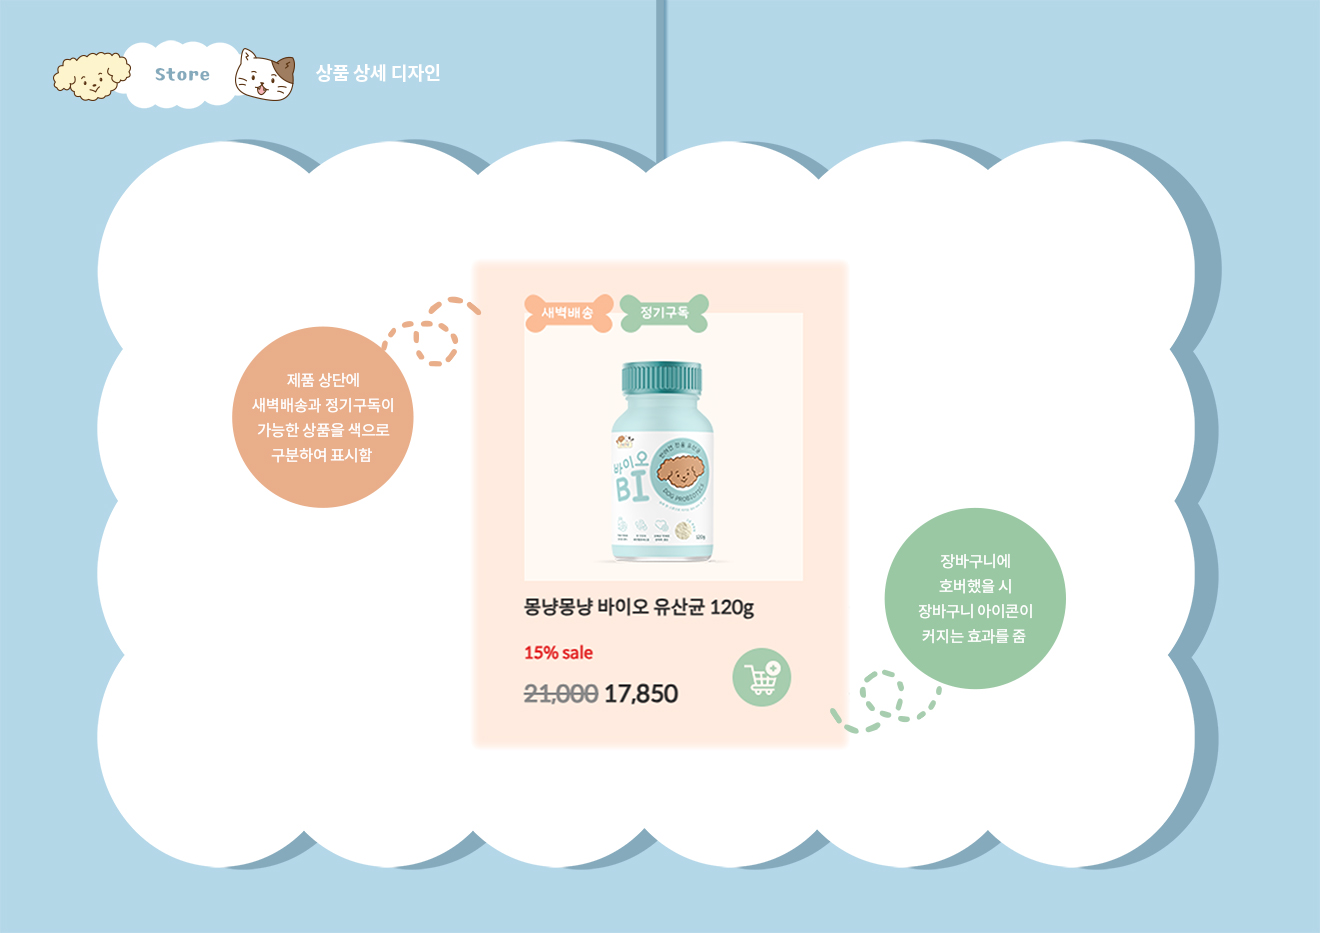 Store
상품 상세 디자인
새벽배송
정기구독
제품 상단에
새벽배송과 정기구독이
가능한 상품을 색으로
구분하여 표시함
바이오
BI
DOG PROBIOTICS
120g
몽냥몽냥 바이오 유산균 120g
15% sale
21,000 17,850
장바구니에
호버했을 시
장바구니 아이콘이
커지는 효과를 줌